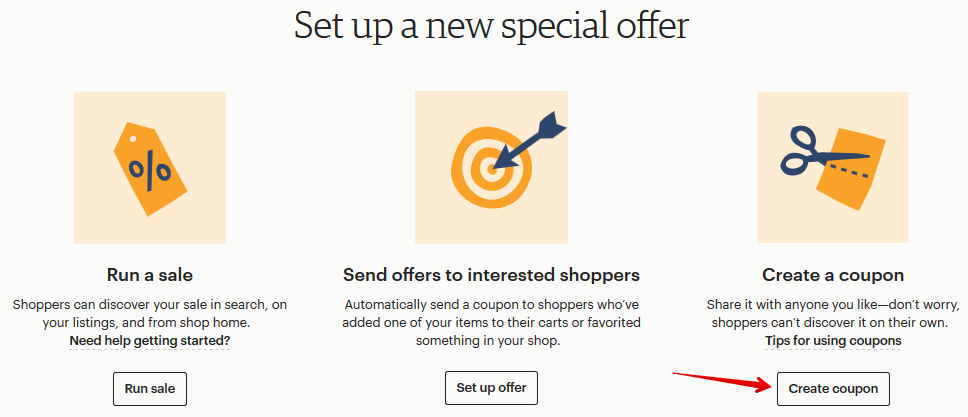 Set up a new special offer
%
Run a sale
Shoppers can discover your sale in search, on
your listings, and from shop home.
Need help getting started?
Run sale
Send offers to interested shoppers
Automatically send a coupon to shoppers who’ve
added one of your items to their carts or favorited
something in your shop.
Set up offer
Create a coupon
Share it with anyone you like—don’t worry,
shoppers can’t discover it on their own.
Tips for using coupons
Create coupon